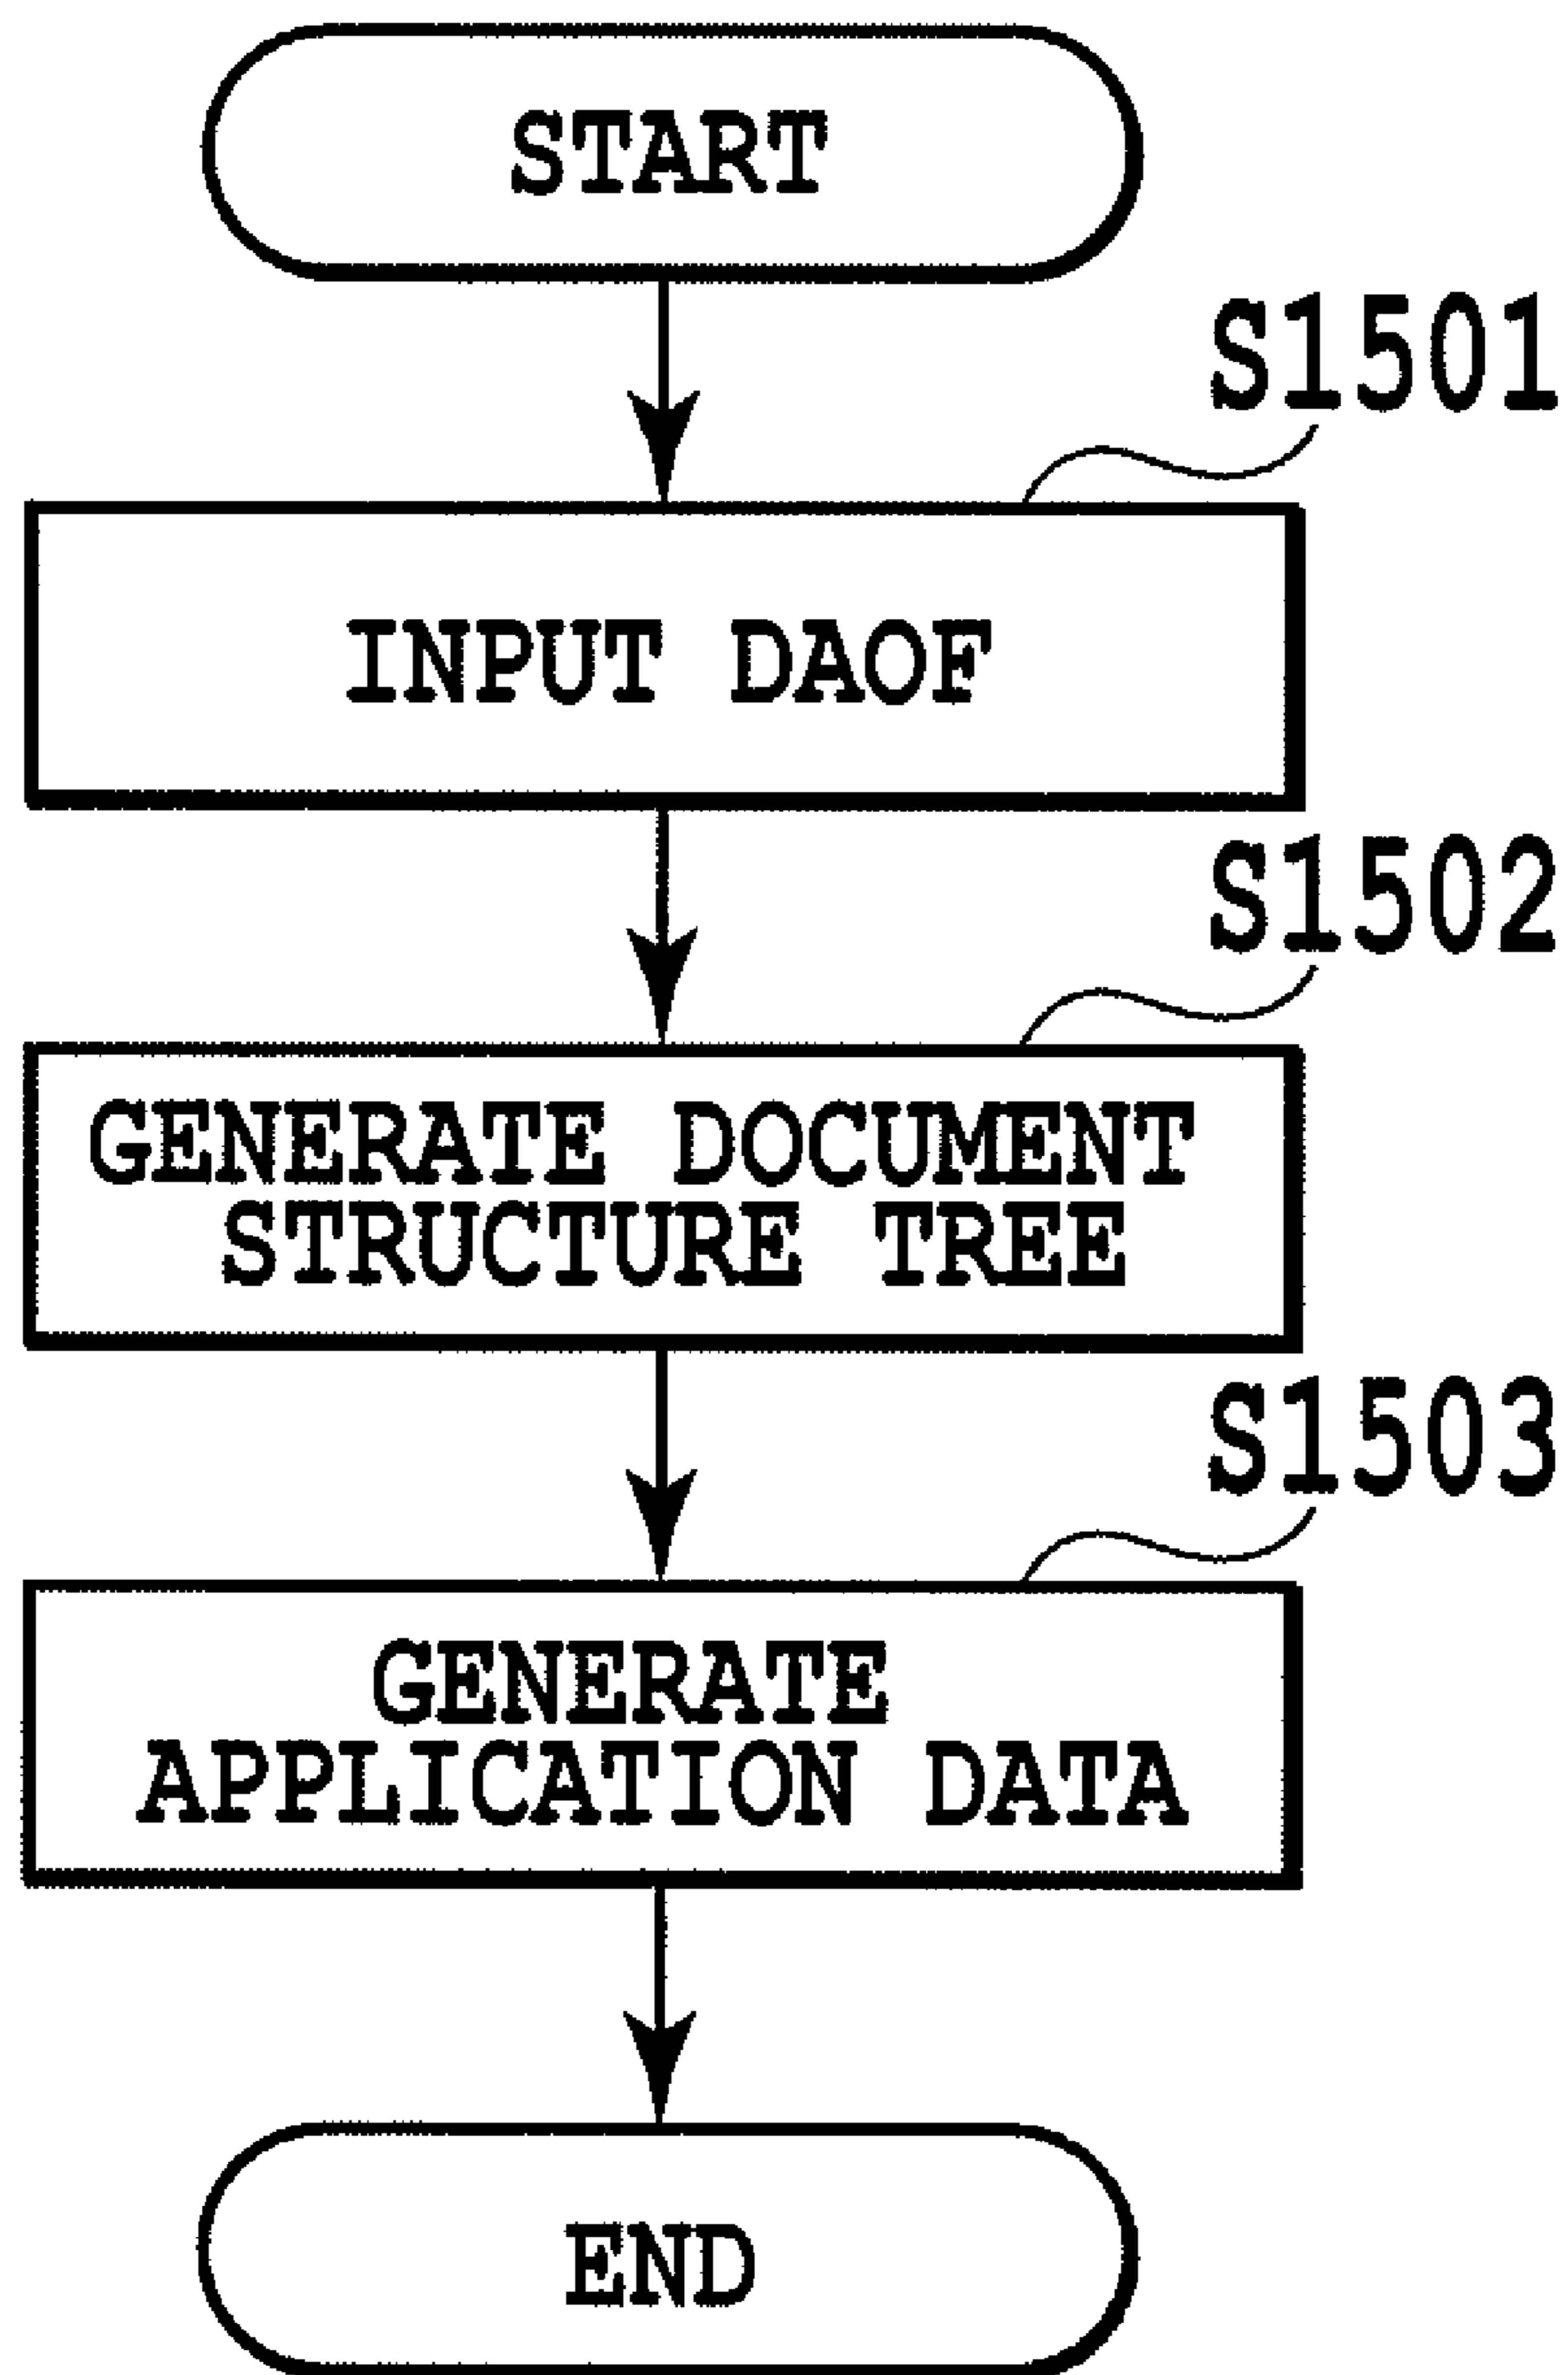 START
S1501
INPUT DAOF
S1502
GENERATE DOCUMENT
STRUCTURE TREE
S1503
GENERATE
APPLICATION DATA
END